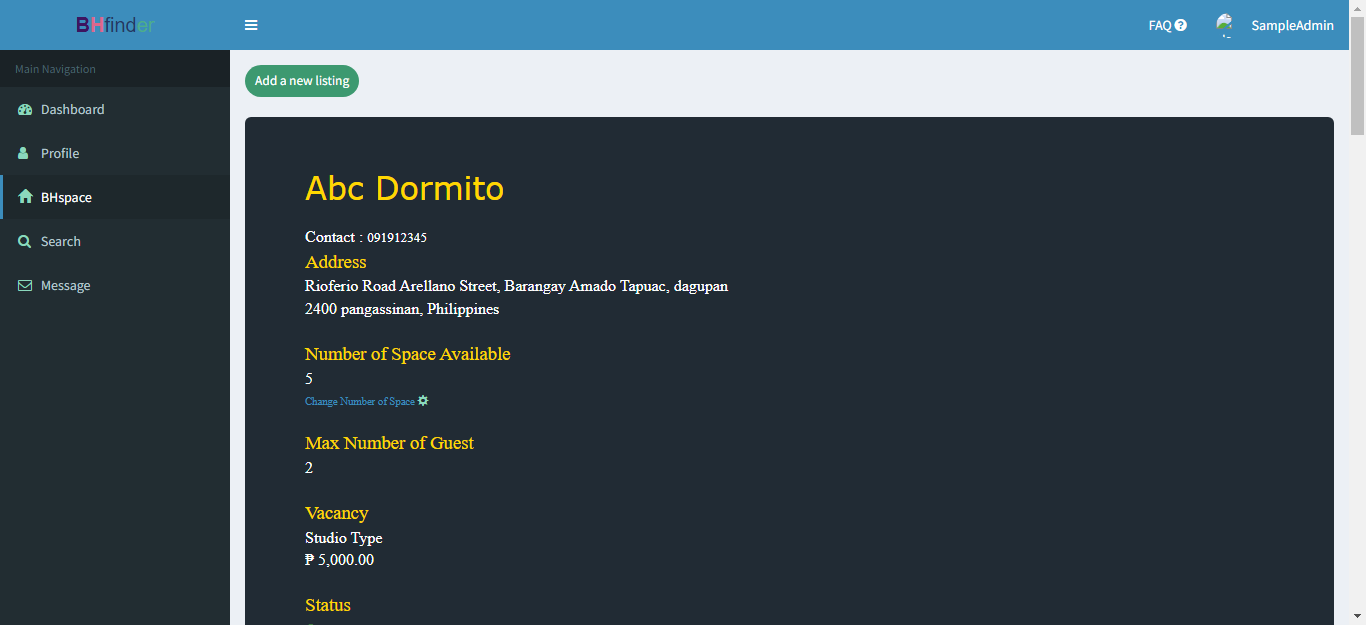 BHfinder
FAQ
SampleAdmin
Main Navigation
Dashboard
Profile
BHspace
Search
Message
Add a new listing
Abc Dormito
Contact : 091912345
Address
Rioferio Road Arellano Street, Barangay Amado Tapuac, dagupan
2400 pangassinan, Philippines
Number of Space Available
5
Change Number of Space
Max Number of Guest
2
Vacancy
Studio Type
₱ 5,000.00
Status